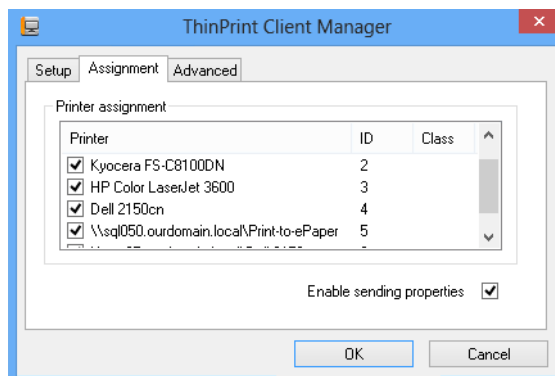 ThinPrint Client Manager
Setup Assignment Advanced
Printer assignment
Printer ID Class
Kyocera FS-C8100DN 2
HP Color LaserJet 3600 3
Dell 2150cn 4
\\sql050.ourdomain.local\Print-to-ePaper 5
Enable sending properties
OK Cancel